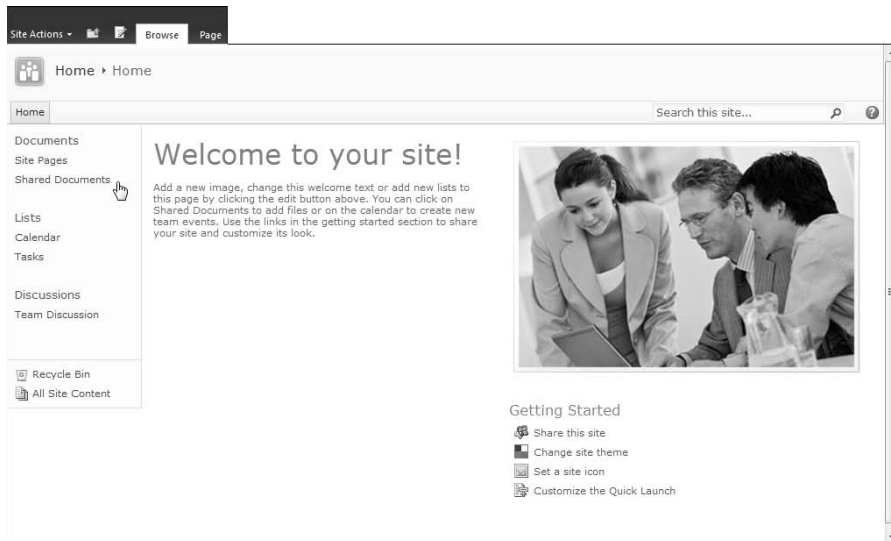 Site Actions
Browse
Page
Home ▸ Home
Home
Search this site...
Documents
Site Pages
Shared Documents
Lists
Calendar
Tasks
Discussions
Team Discussion
Recycle Bin
All Site Content
Welcome to your site!
Add a new image, change this welcome text or add new lists to
this page by clicking the edit button above. You can click on
Shared Documents to add files or on the calendar to create new
team events. Use the links in the getting started section to share
your site and customize its look.
Getting Started
Share this site
Change site theme
Set a site icon
Customize the Quick Launch